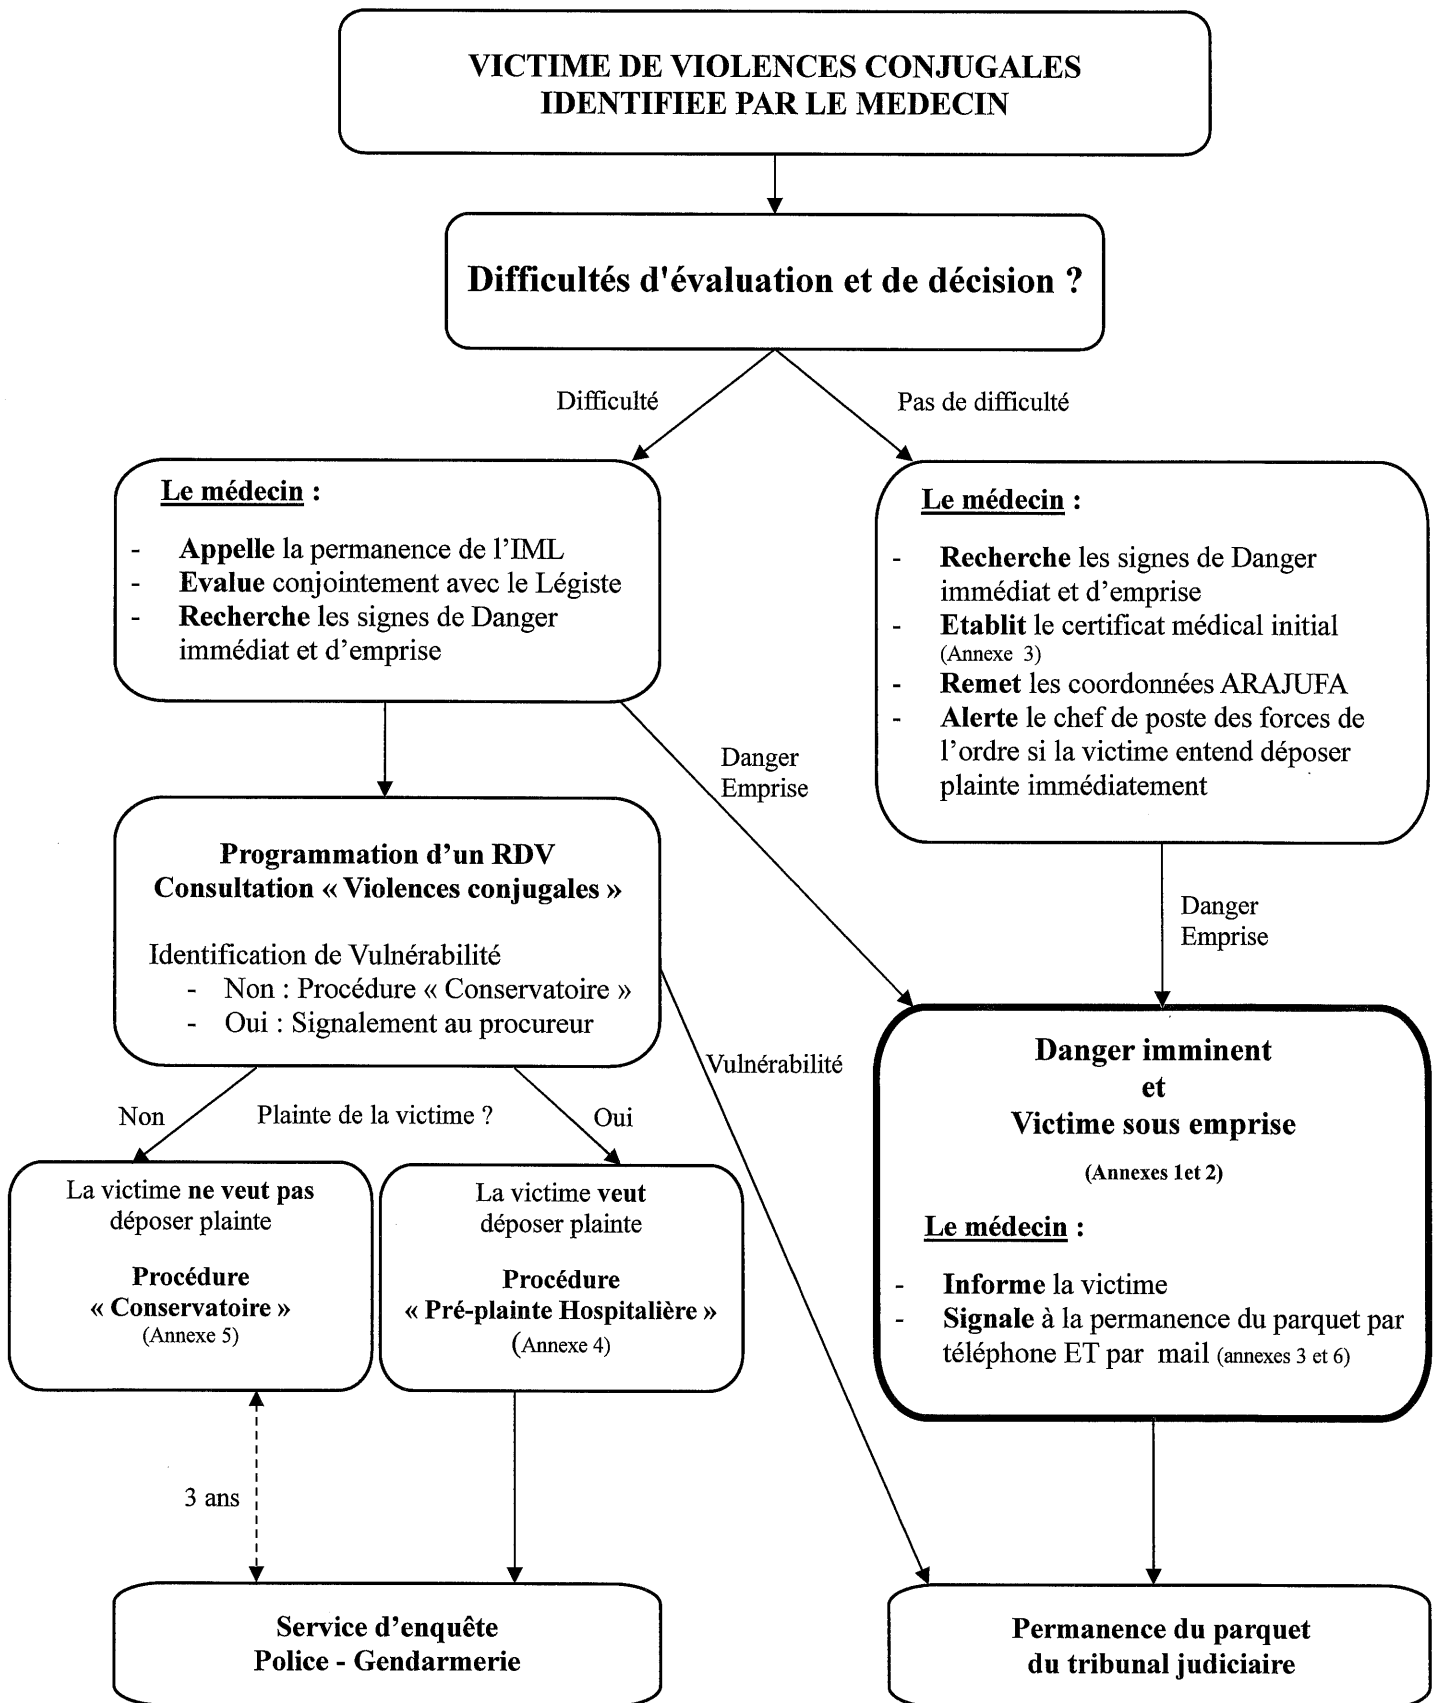 VICTIME DE VIOLENCES CONJUGALES
IDENTIFIEE PAR LE MEDECIN
Difficultés d'évaluation et de décision ?
Difficulté
Pas de difficulté
Le médecin :
- Appelle la permanence de l'IML
- Evalue conjointement avec le Légiste
- Recherche les signes de Danger
immédiat et d'emprise
Le médecin :
- Recherche les signes de Danger
immédiat et d'emprise
- Etablit le certificat médical initial
(Annexe 3)
- Remet les coordonnées ARAJUFA
- Alerte le chef de poste des forces de
l'ordre si la victime entend déposer
plainte immédiatement
Danger
Emprise
Danger
Emprise
Programmation d'un RDV
Consultation « Violences conjugales »
Identification de Vulnérabilité
- Non : Procédure « Conservatoire »
- Oui : Signalement au procureur
Vulnérabilité
Non
Plainte de la victime ?
Oui
La victime ne veut pas
déposer plainte
Procédure
« Conservatoire »
(Annexe 5)
La victime veut
déposer plainte
Procédure
« Pré-plainte Hospitalière »
(Annexe 4)
Danger imminent
et
Victime sous emprise
(Annexes 1et 2)
Le médecin :
- Informe la victime
- Signale à la permanence du parquet par
téléphone ET par mail (annexes 3 et 6)
3 ans
Service d'enquête
Police - Gendarmerie
Permanence du parquet
du tribunal judiciaire